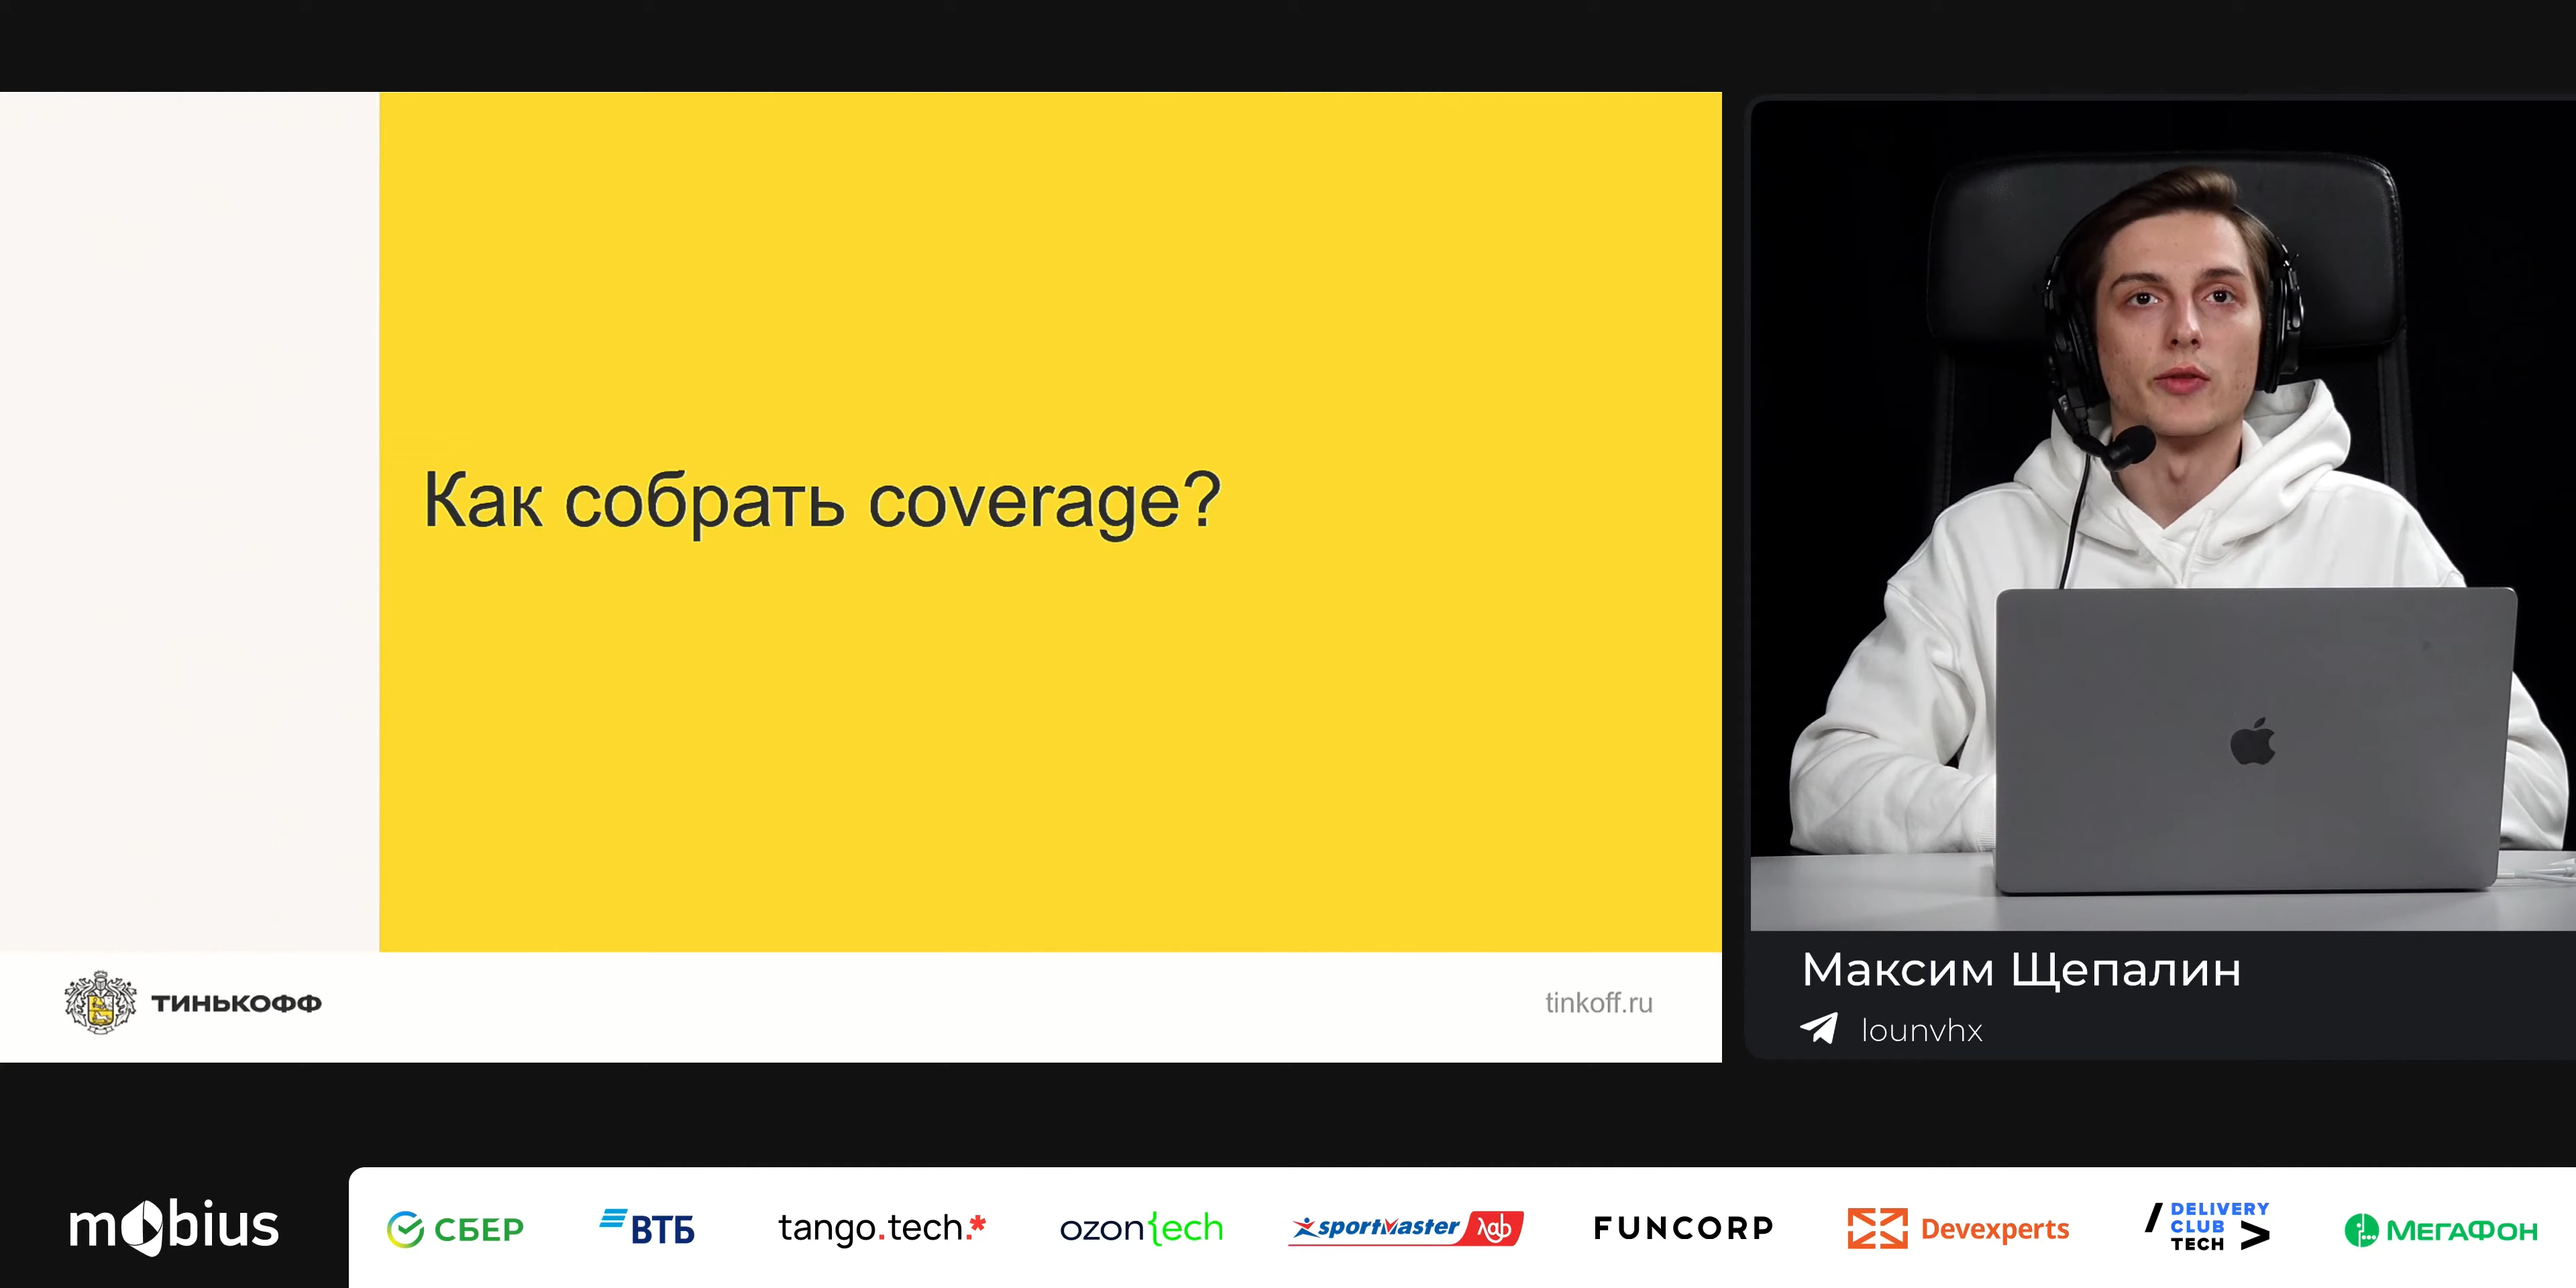 Как собрать coverage?
ТИНЬКОФФ
tinkoff.ru
Максим Щепалин
lounvhx
mobius
СБЕР
ВТБ
tango.tech.*
ozon{ech
sportmaster lab
FUNCORP
Devexperts
/ DELIVERY
CLUB
TECH >
МЕГАФОН